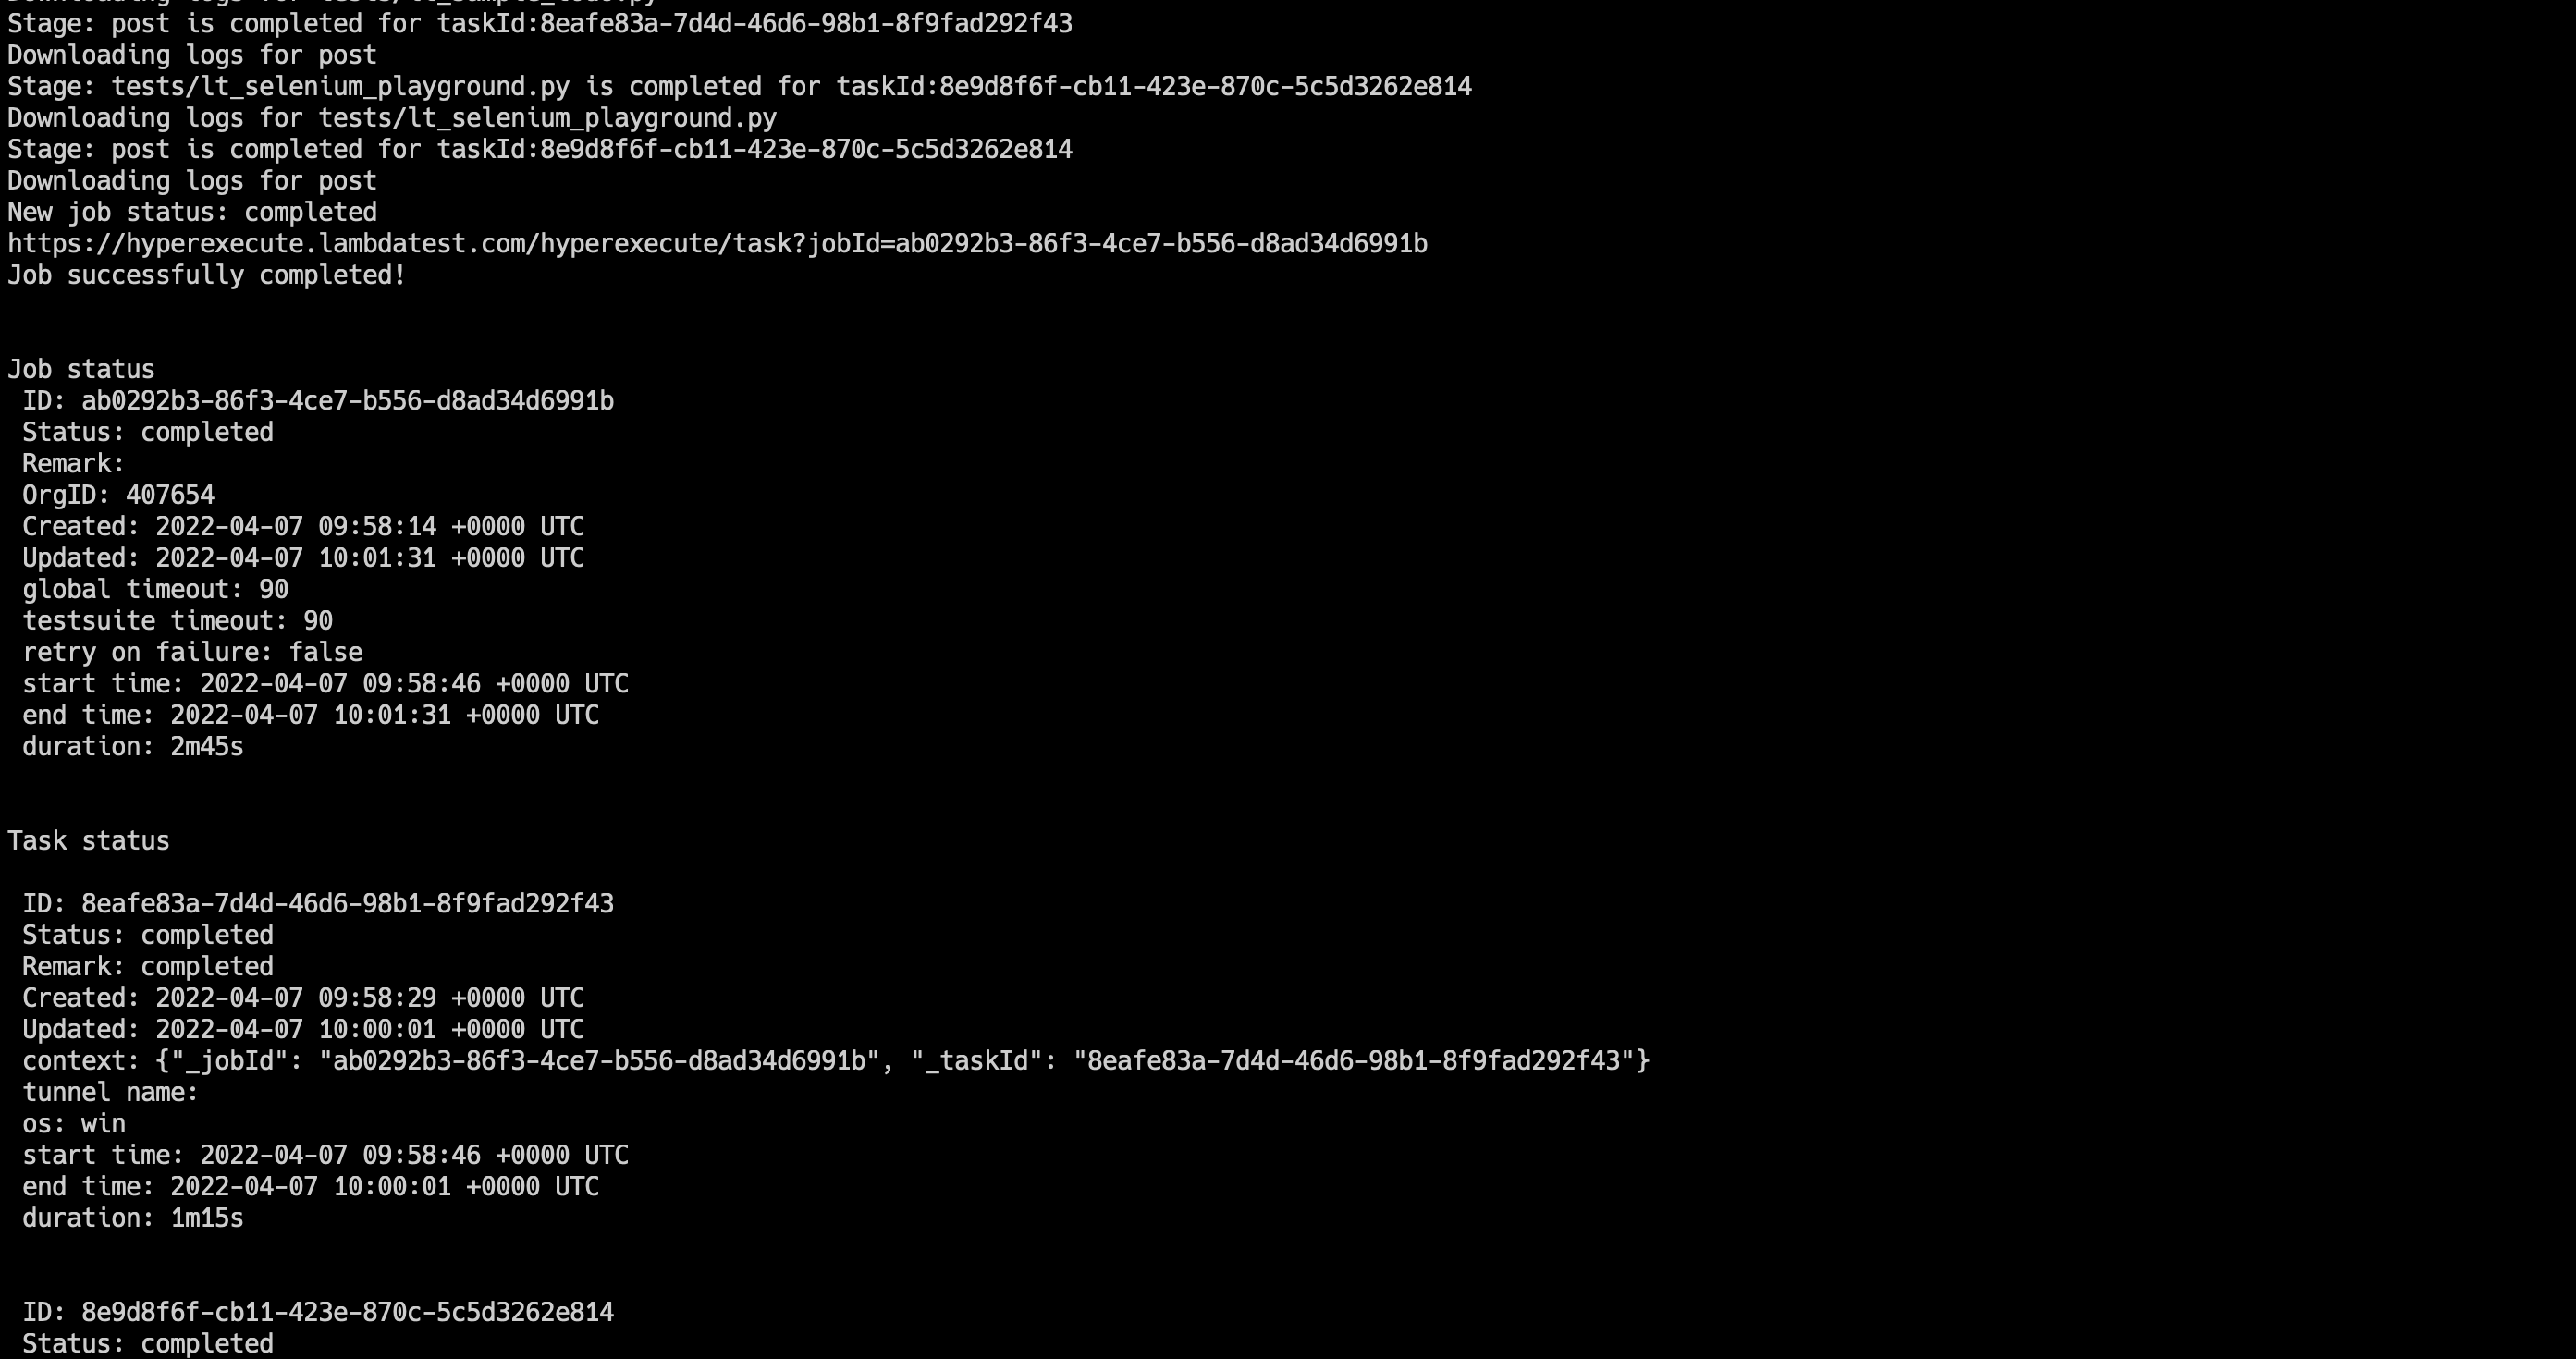 Downloading logs for tests/lt_sample_todo.py
Stage: post is completed for taskId:8eafe83a-7d4d-46d6-98b1-8f9fad292f43
Downloading logs for post
Stage: tests/lt_selenium_playground.py is completed for taskId:8e9d8f6f-cb11-423e-870c-5c5d3262e814
Downloading logs for tests/lt_selenium_playground.py
Stage: post is completed for taskId:8e9d8f6f-cb11-423e-870c-5c5d3262e814
Downloading logs for post
New job status: completed
https://hyperexecute.lambdatest.com/hyperexecute/task?jobId=ab0292b3-86f3-4ce7-b556-d8ad34d6991b
Job successfully completed!
Job status
ID: ab0292b3-86f3-4ce7-b556-d8ad34d6991b
Status: completed
Remark:
OrgID: 407654
Created: 2022-04-07 09:58:14 +0000 UTC
Updated: 2022-04-07 10:01:31 +0000 UTC
global timeout: 90
testsuite timeout: 90
retry on failure: false
start time: 2022-04-07 09:58:46 +0000 UTC
end time: 2022-04-07 10:01:31 +0000 UTC
duration: 2m45s
Task status
ID: 8eafe83a-7d4d-46d6-98b1-8f9fad292f43
Status: completed
Remark: completed
Created: 2022-04-07 09:58:29 +0000 UTC
Updated: 2022-04-07 10:00:01 +0000 UTC
context: {"_jobId": "ab0292b3-86f3-4ce7-b556-d8ad34d6991b", "_taskId": "8eafe83a-7d4d-46d6-98b1-8f9fad292f43"}
tunnel name:
os: win
start time: 2022-04-07 09:58:46 +0000 UTC
end time: 2022-04-07 10:00:01 +0000 UTC
duration: 1m15s
ID: 8e9d8f6f-cb11-423e-870c-5c5d3262e814
Status: completed